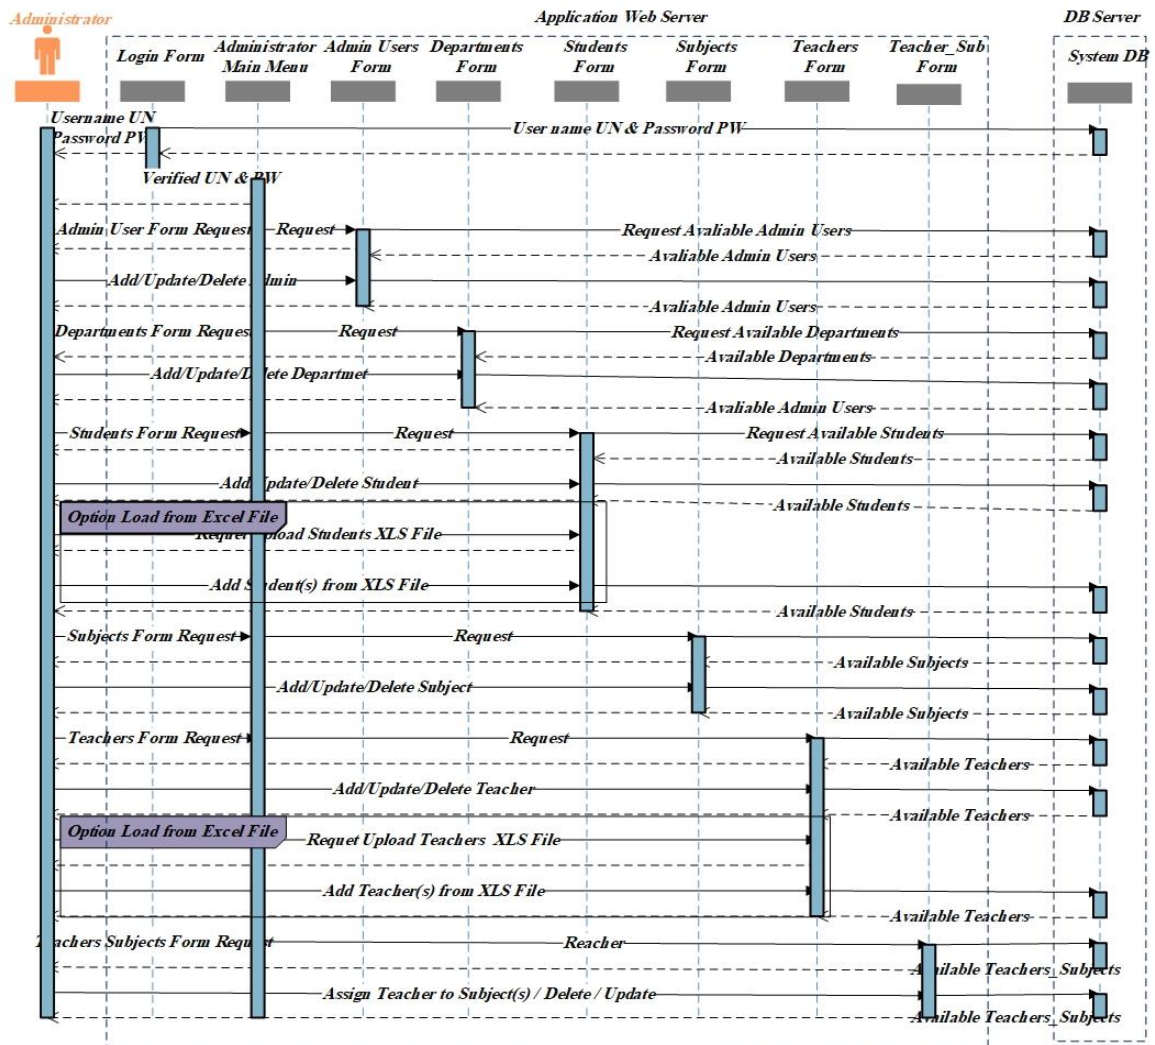 Administrator
Application Web Server
DB Server
Login Form
Administrator
Main Menu
Admin Users
Form
Departments
Form
Students
Form
Subjects
Form
Teachers
Form
Teacher_Sub
Form
System DB
Username UN
Password PW
User name UN & Password PW
Verified UN & PW
Admin User Form Request
Request
Request Avaliable Admin Users
Avaliable Admin Users
Add/Update/Delete Admin
Avaliable Admin Users
Departments Form Request
Request
Request Available Departments
Available Departments
Add/Update/Delete Departmet
Avaliable Admin Users
Students Form Request
Request
Request Available Students
Available Students
Add/Update/Delete Student
Available Students
Option Load from Excel File
Requet Upload Students XLS File
Add Student(s) from XLS File
Available Students
Subjects Form Request
Request
Available Subjects
Add/Update/Delete Subject
Available Subjects
Teachers Form Request
Request
Available Teachers
Add/Update/Delete Teacher
Available Teachers
Option Load from Excel File
Requet Upload Teachers XLS File
Add Teacher(s) from XLS File
Available Teachers
Teachers Subjects Form Request
Reacher
Available Teachers_Subjects
Assign Teacher to Subject(s) / Delete / Update
Available Teachers_Subjects